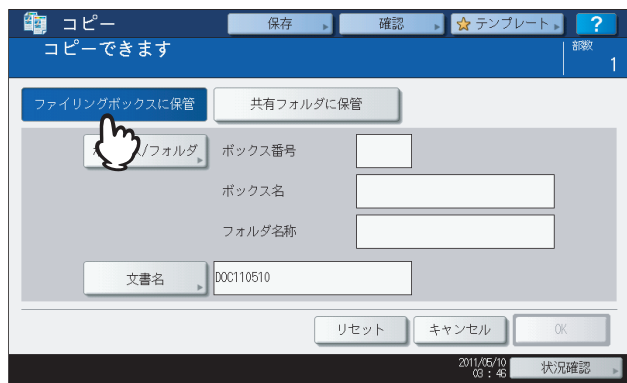 コピー
保存
確認
テンプレート
?
コピーできます
部数
1
ファイリングボックスに保管
共有フォルダに保管
/フォルダ
ボックス番号
ボックス名
フォルダ名称
文書名
DOC110510
リセット
キャンセル
OK
2011/05/10
03 : 46
状況確認